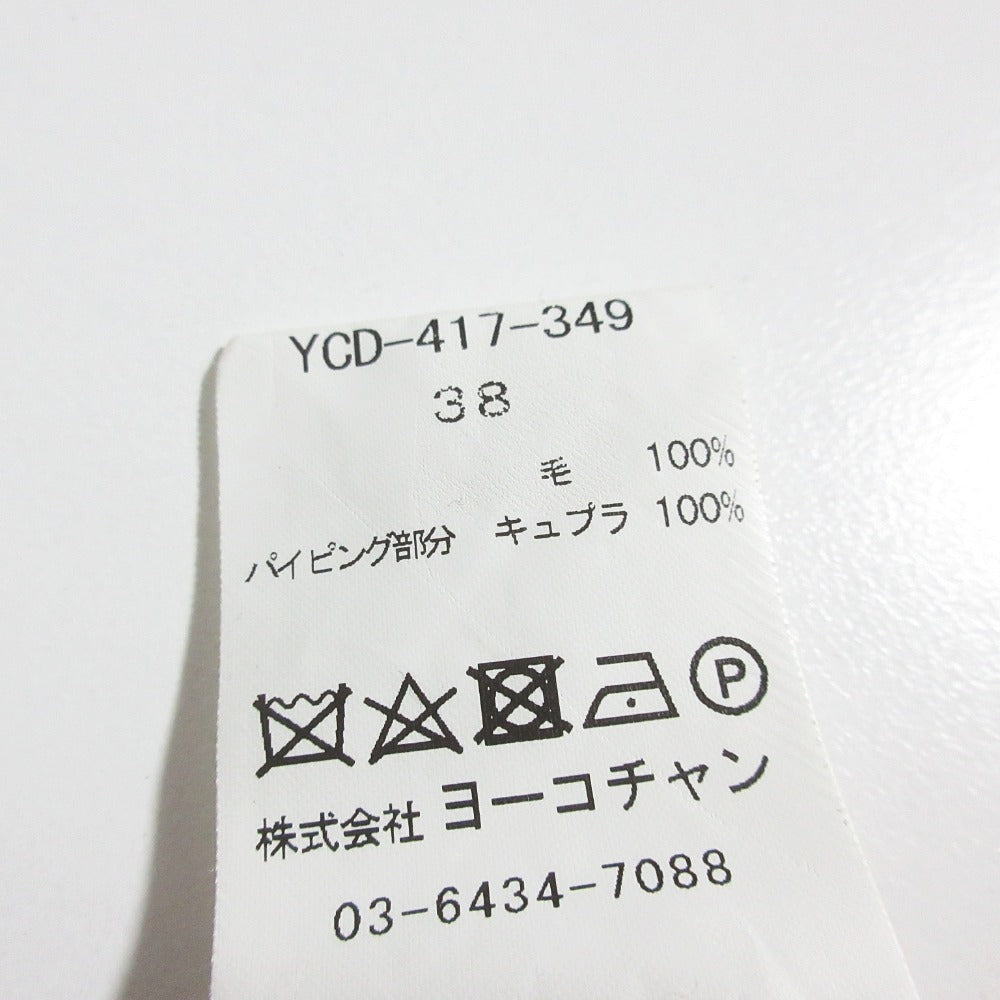 YCD-417-349
38
毛 100%
パイピング部分 キュプラ 100%
P
株式会社 ヨーコチャン
03-6434-7088